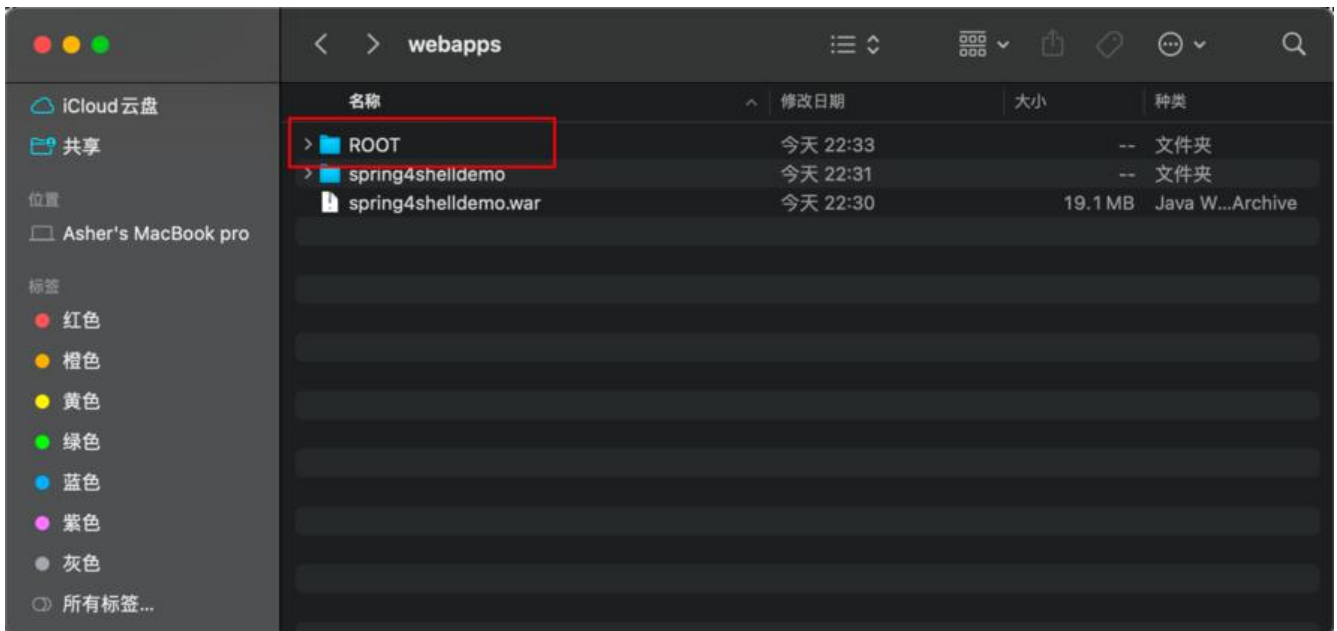 webapps
iCloud云盘
共享
位置
Asher's MacBook pro
标签
红色
橙色
黄色
绿色
蓝色
紫色
灰色
所有标签...
名称 修改日期 大小 种类
ROOT 今天 22:33 -- 文件夹
spring4shelldemo 今天 22:31 -- 文件夹
spring4shelldemo.war 今天 22:30 19.1 MB Java W...Archive